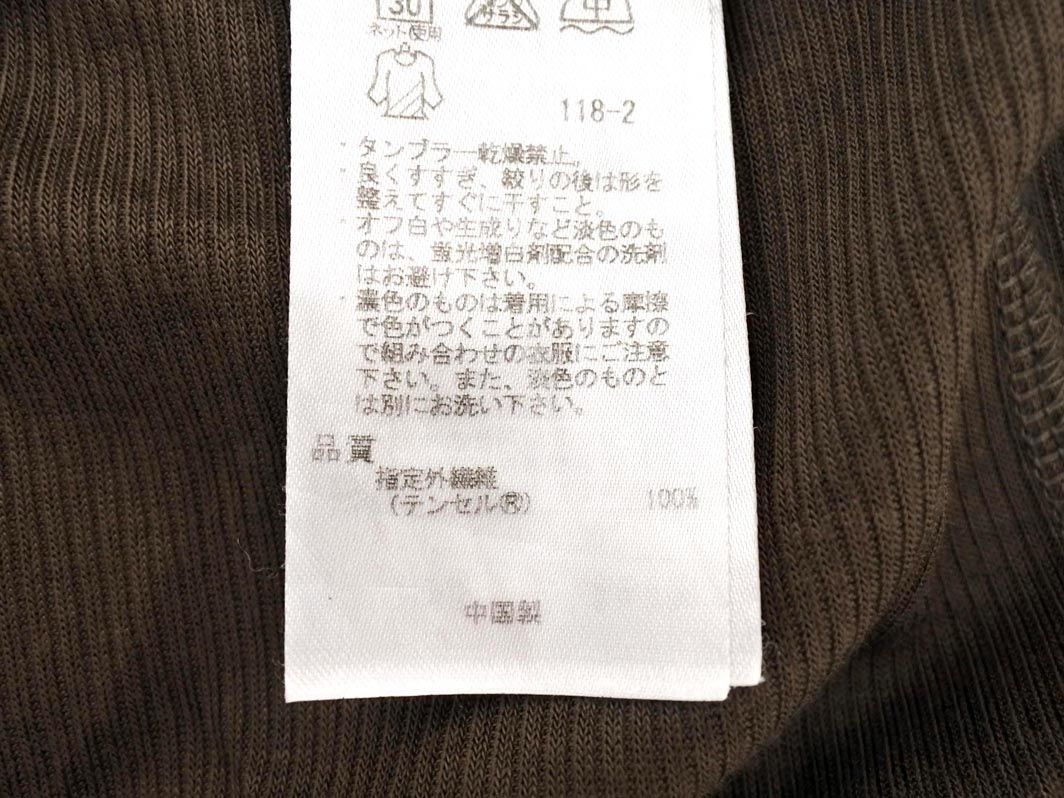 30
サラシ
中
ネット使用
118-2
・タンブラー乾燥禁止。
・良くすすぎ、絞りの後は形を
整えてすぐに干すこと。
・オフ白や生成りなど淡色のも
のは、蛍光増白剤配合の洗剤
はお避け下さい。
・濃色のものは着用による摩擦
で色がつくことがありますの
で組み合わせの衣服にご注意
下さい。また、淡色のものと
は別にお洗い下さい。
品質
指定外繊維
(テンセル®) 100%
中国製